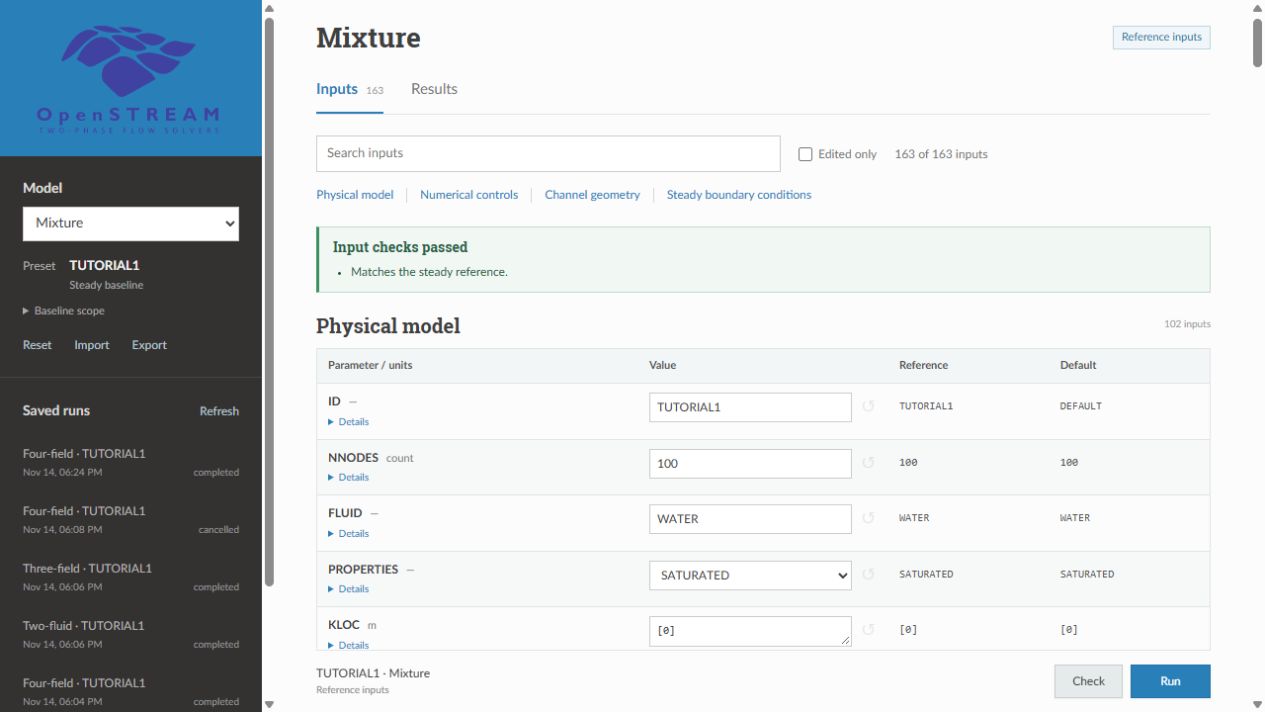 OpenSTREAM
TWO-PHASE FLOW SOLVERS
Model
Mixture
Preset TUTORIAL1
Steady baseline
Baseline scope
Reset Import Export
Saved runs Refresh
Four-field · TUTORIAL1
Nov 14, 06:24 PM completed
Four-field · TUTORIAL1
Nov 14, 06:08 PM cancelled
Three-field · TUTORIAL1
Nov 14, 06:06 PM completed
Two-fluid · TUTORIAL1
Nov 14, 06:06 PM completed
Four-field · TUTORIAL1
Nov 14, 06:04 PM completed
Mixture Reference inputs
Inputs 163 Results
Search inputs Edited only 163 of 163 inputs
Physical model Numerical controls Channel geometry Steady boundary conditions
Input checks passed
• Matches the steady reference.
Physical model 102 inputs
Parameter / units Value Reference Default
ID — TUTORIAL1 TUTORIAL1 DEFAULT
Details
NNODES count 100 100 100
Details
FLUID — WATER WATER WATER
Details
PROPERTIES — SATURATED SATURATED SATURATED
Details
KLOC m [0] [0] [0]
Details
TUTORIAL1 · Mixture
Reference inputs
Check Run